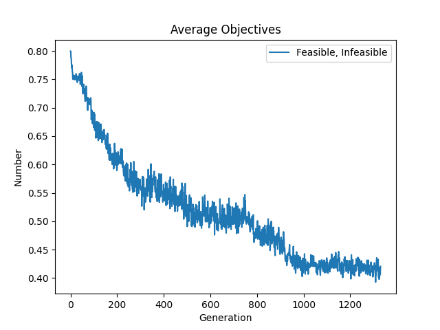 Average Objectives
Feasible, Infeasible
0.80
0.75
0.70
0.65
0.60
0.55
0.50
0.45
0.40
Number
0 200 400 600 800 1000 1200
Generation